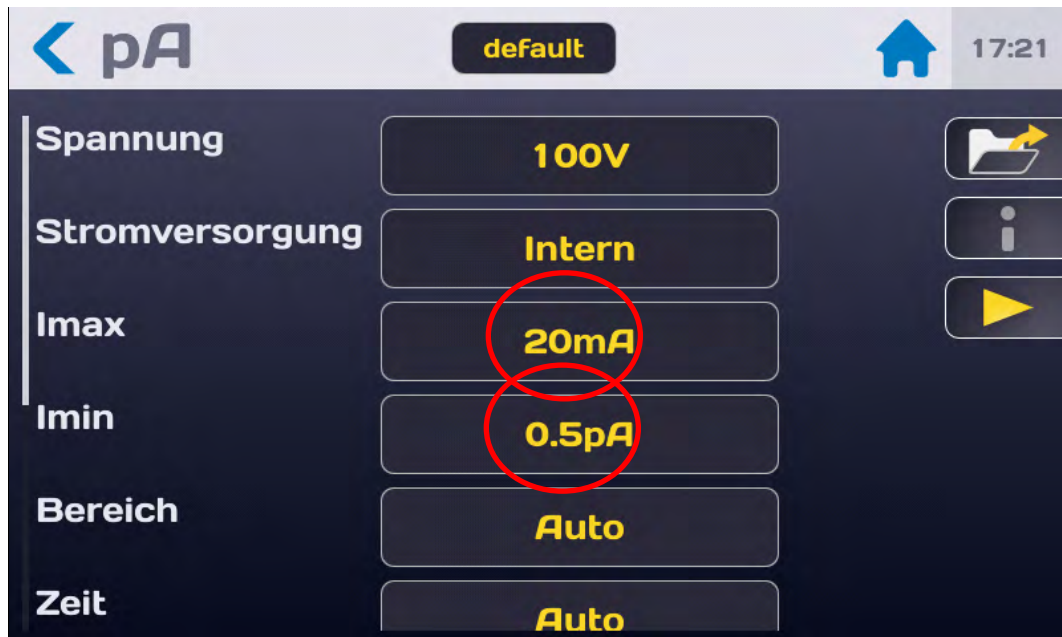 pA default 17:21
Spannung 100V
Stromversorgung Intern
Imax 20mA
Imin 0.5pA
Bereich Auto
Zeit Auto